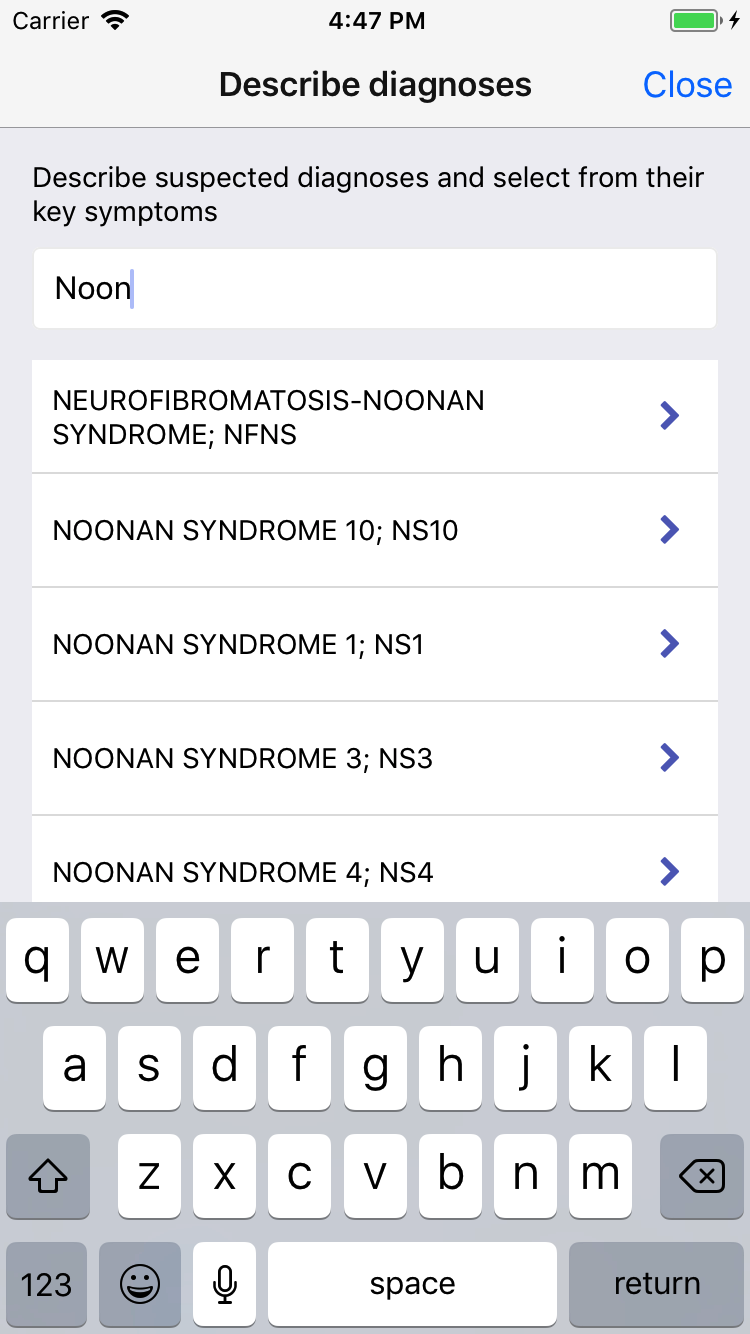 Carrier 4:47 PM
Describe diagnoses Close
Describe suspected diagnoses and select from their
key symptoms
Noon
NEUROFIBROMATOSIS-NOONAN
SYNDROME; NFNS
NOONAN SYNDROME 10; NS10
NOONAN SYNDROME 1; NS1
NOONAN SYNDROME 3; NS3
NOONAN SYNDROME 4; NS4
q w e r t y u i o p
a s d f g h j k l
z x c v b n m
123 space return